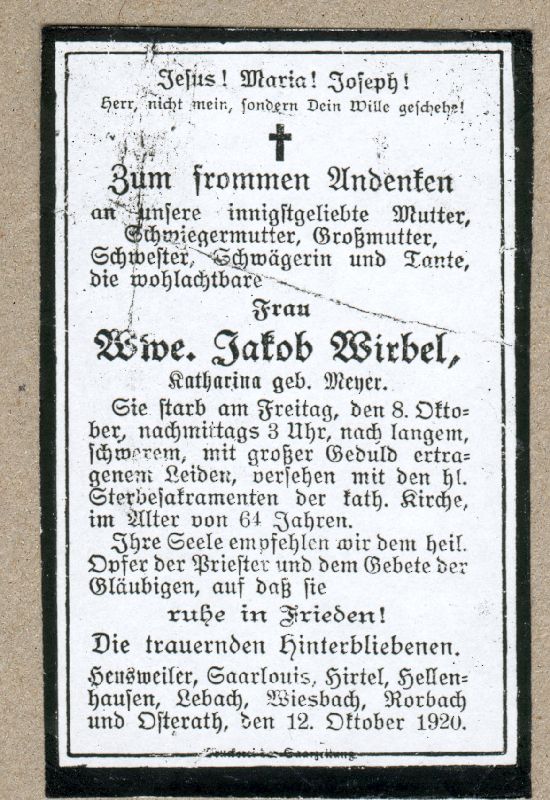 Jesus! Maria! Joseph!
Herr, nicht mein, sondern Dein Wille geschehe!
Zum frommen Andenken
an unsere innigstgeliebte Mutter,
Schwiegermutter, Großmutter,
Schwester, Schwägerin und Tante,
die wohlachtbare
Frau
Wwe. Jakob Wirbel,
Katharina geb. Meyer.
Sie starb am Freitag, den 8. Okto-
ber, nachmittags 3 Uhr, nach langem,
schwerem, mit großer Geduld ertra-
genem Leiden, versehen mit den hl.
Sterbesakramenten der kath. Kirche,
im Alter von 64 Jahren.
Ihre Seele empfehlen wir dem heil.
Opfer der Priester und dem Gebete der
Gläubigen, auf daß sie
ruhe in Frieden!
Die trauernden Hinterbliebenen.
Heusweiler, Saarlouis, Hirtel, Hellen-
hausen, Lebach, Wiesbach, Rorbach
und Osterath, den 12. Oktober 1920.
Druckerei der Saarzeitung